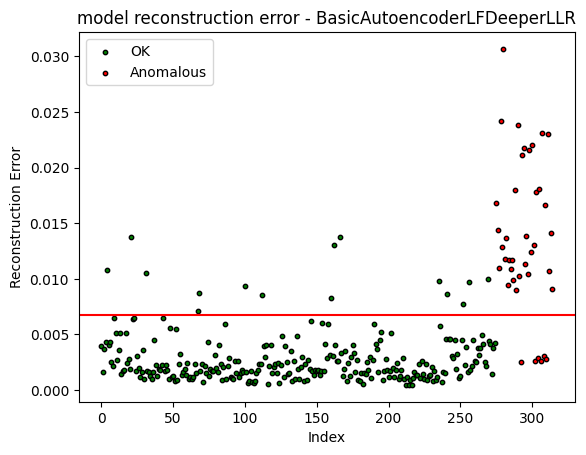 model reconstruction error - BasicAutoencoderLFDeeperLLR
OK
Anomalous
0.030
0.025
0.020
0.015
0.010
0.005
0.000
Reconstruction Error
0 50 100 150 200 250 300
Index